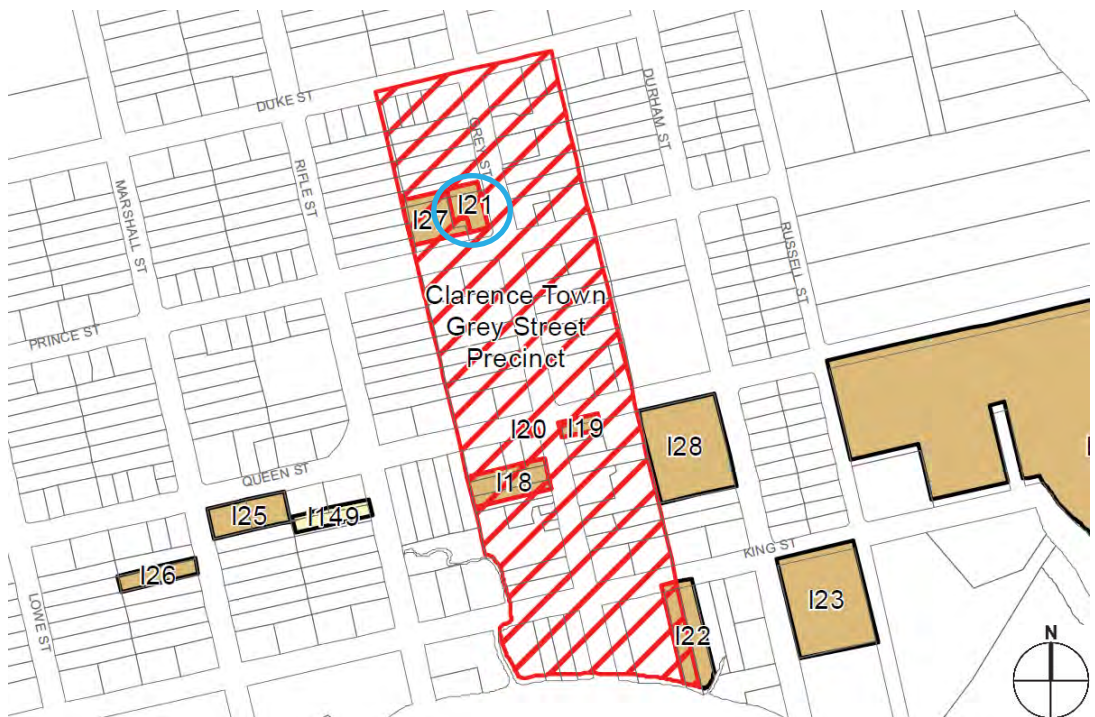 DUKE ST
GREY ST
DURHAM ST
RIFLE ST
MARSHALL ST
I21
I27
RUSSELL ST
Clarence Town
Grey Street
Precinct
PRINCE ST
I20
I19
I28
I18
QUEEN ST
I25
I149
I26
KING ST
I23
I22
LOWE ST
N